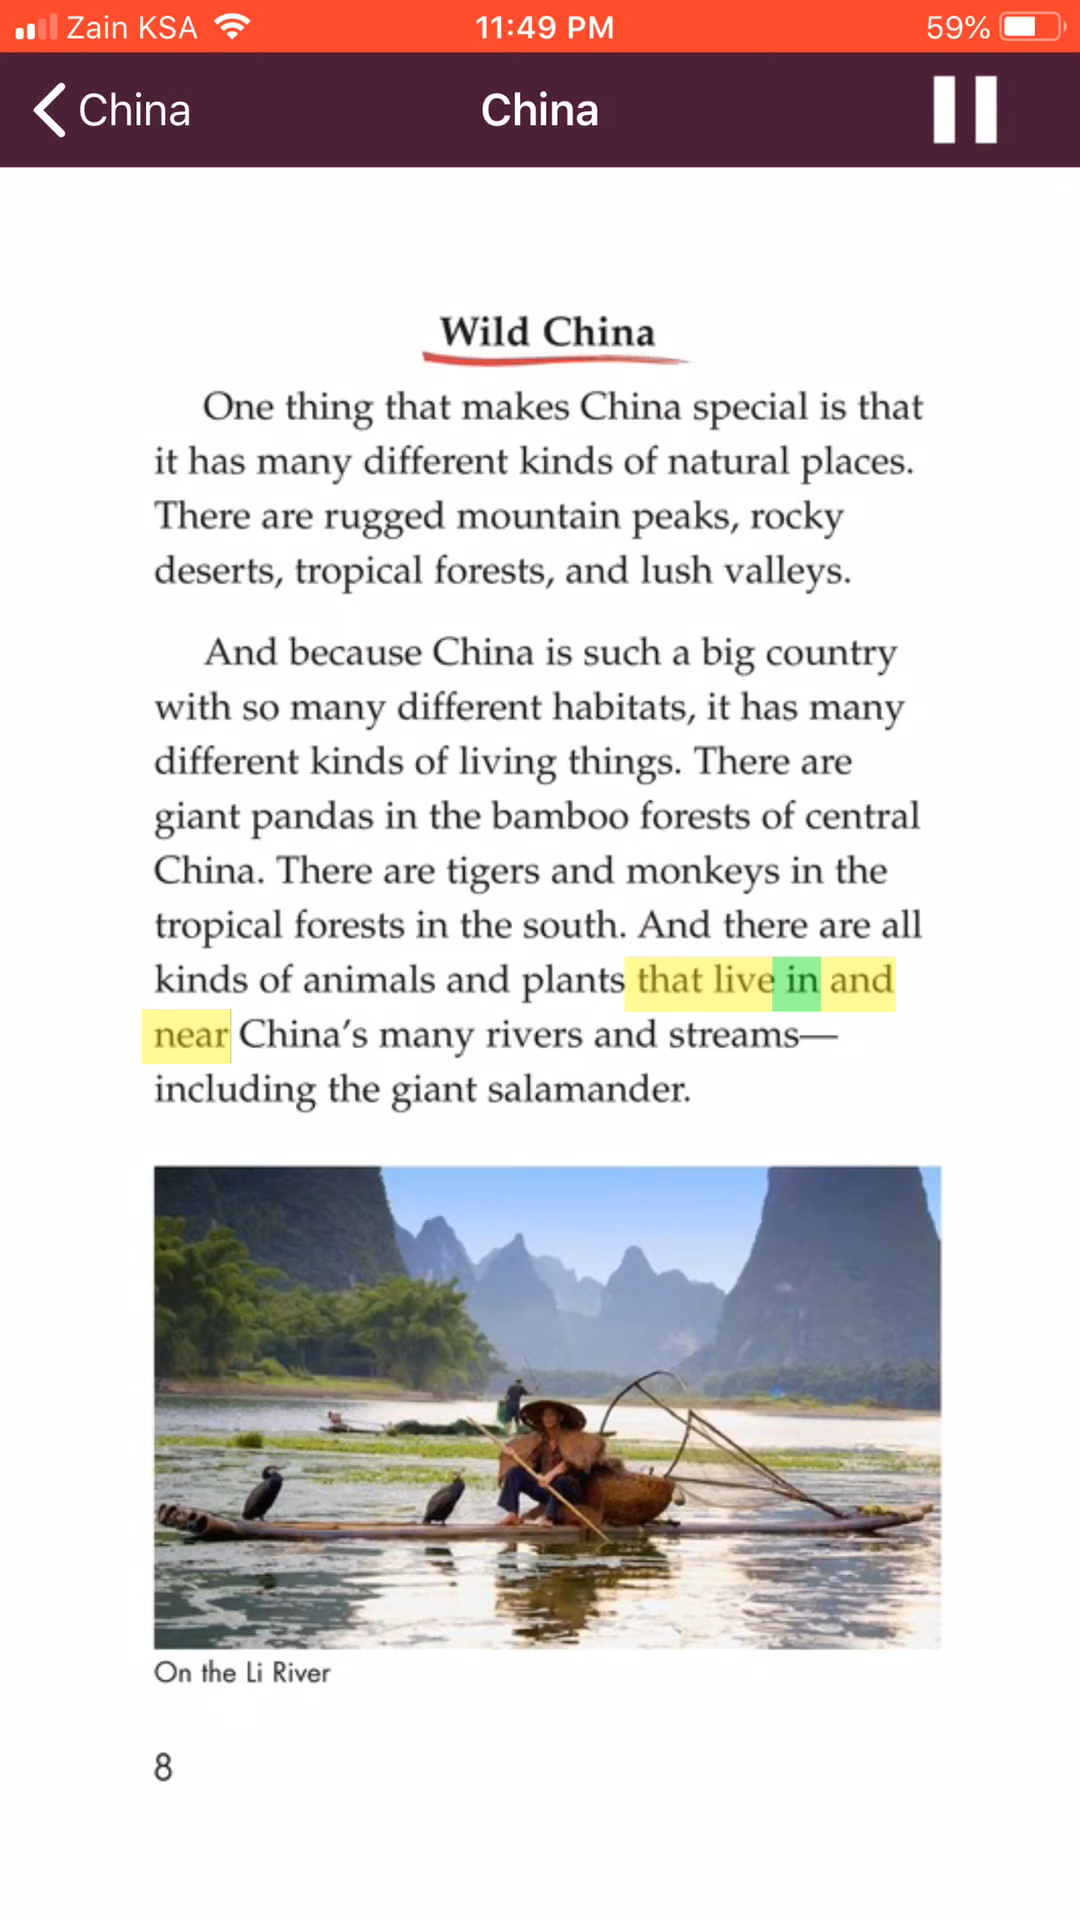 Zain KSA 11:49 PM 59%
China China
Wild China
One thing that makes China special is that
it has many different kinds of natural places.
There are rugged mountain peaks, rocky
deserts, tropical forests, and lush valleys.
And because China is such a big country
with so many different habitats, it has many
different kinds of living things. There are
giant pandas in the bamboo forests of central
China. There are tigers and monkeys in the
tropical forests in the south. And there are all
kinds of animals and plants that live in and
near China’s many rivers and streams—
including the giant salamander.
On the Li River
8